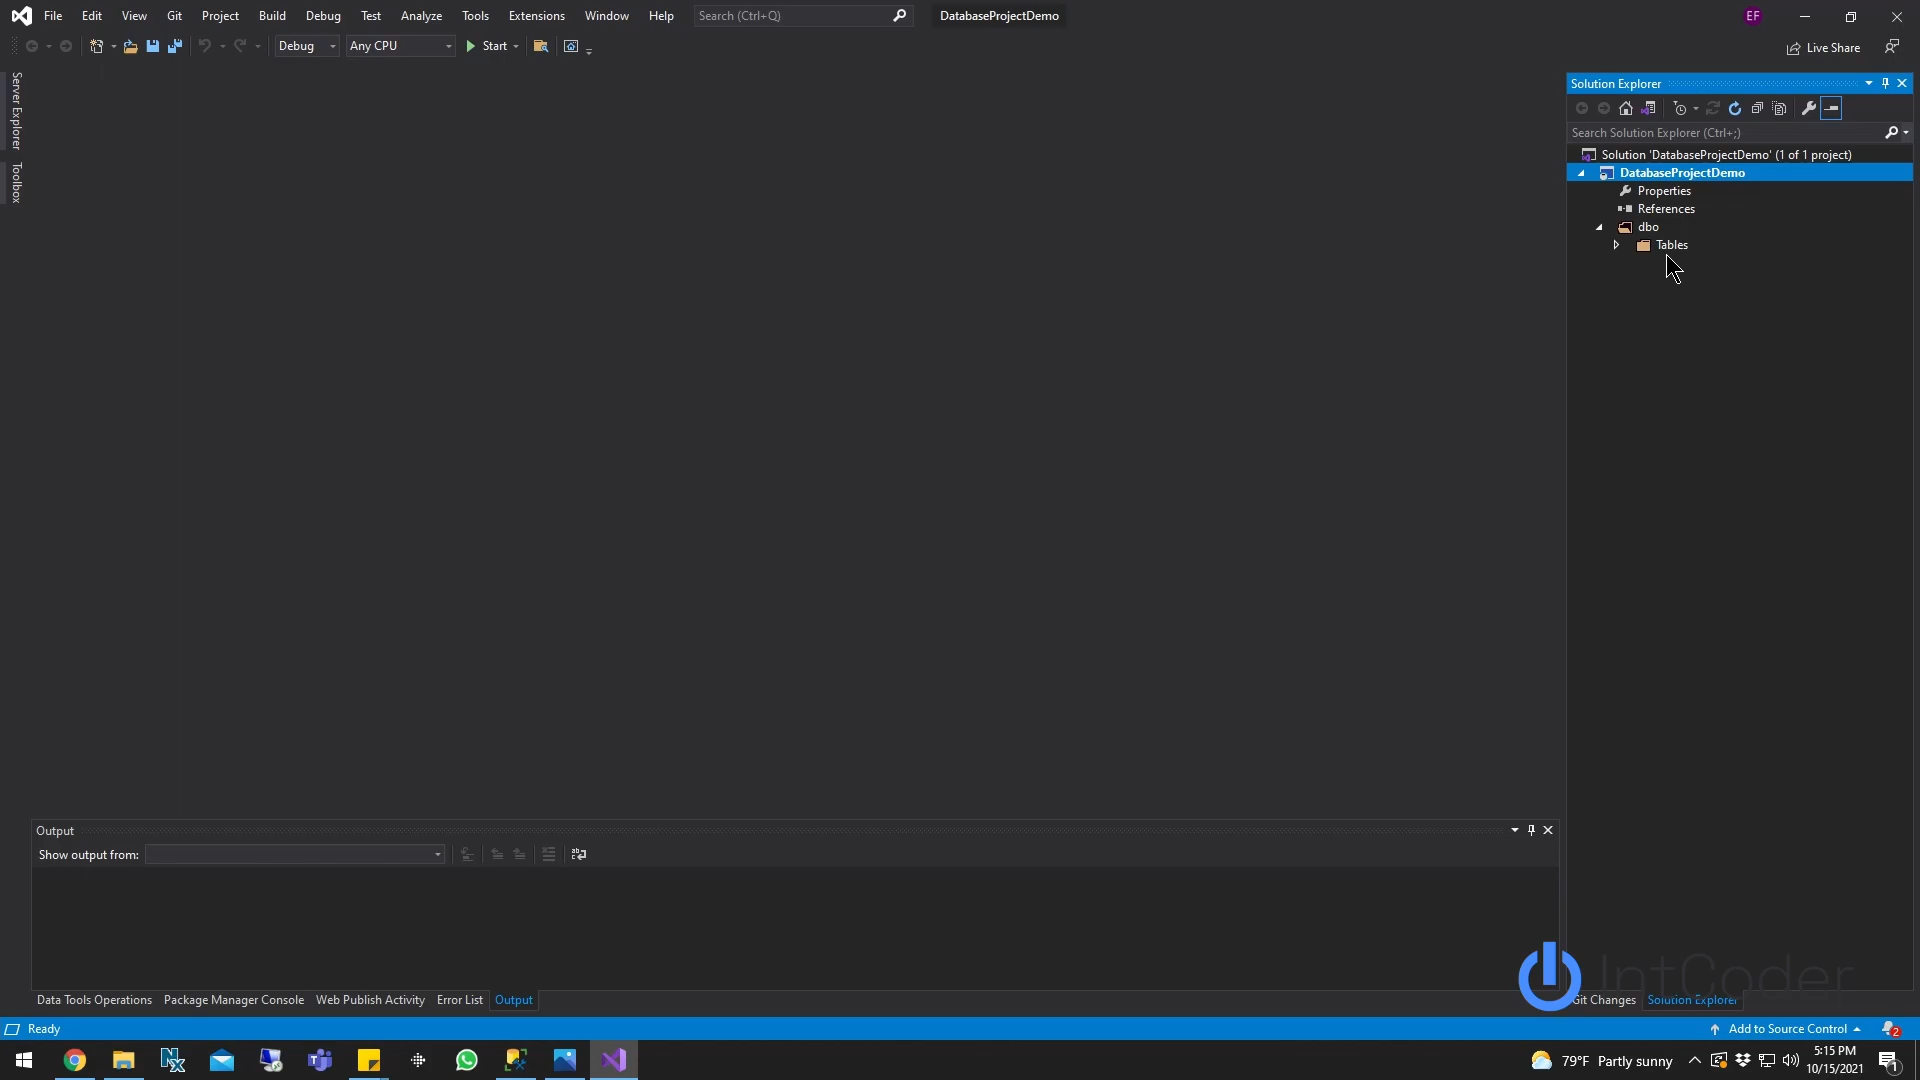 File Edit View Git Project Build Debug Test Analyze Tools Extensions Window Help Search (Ctrl+Q) DatabaseProjectDemo EF
Debug Any CPU Start Live Share
Server Explorer
Toolbox
Solution Explorer
Search Solution Explorer (Ctrl+;)
Solution 'DatabaseProjectDemo' (1 of 1 project)
DatabaseProjectDemo
Properties
References
dbo
Tables
Output
Show output from:
IntCoder
Data Tools Operations Package Manager Console Web Publish Activity Error List Output
Git Changes Solution Explorer
Ready Add to Source Control 2
79°F Partly sunny 5:15 PM
10/15/2021
1